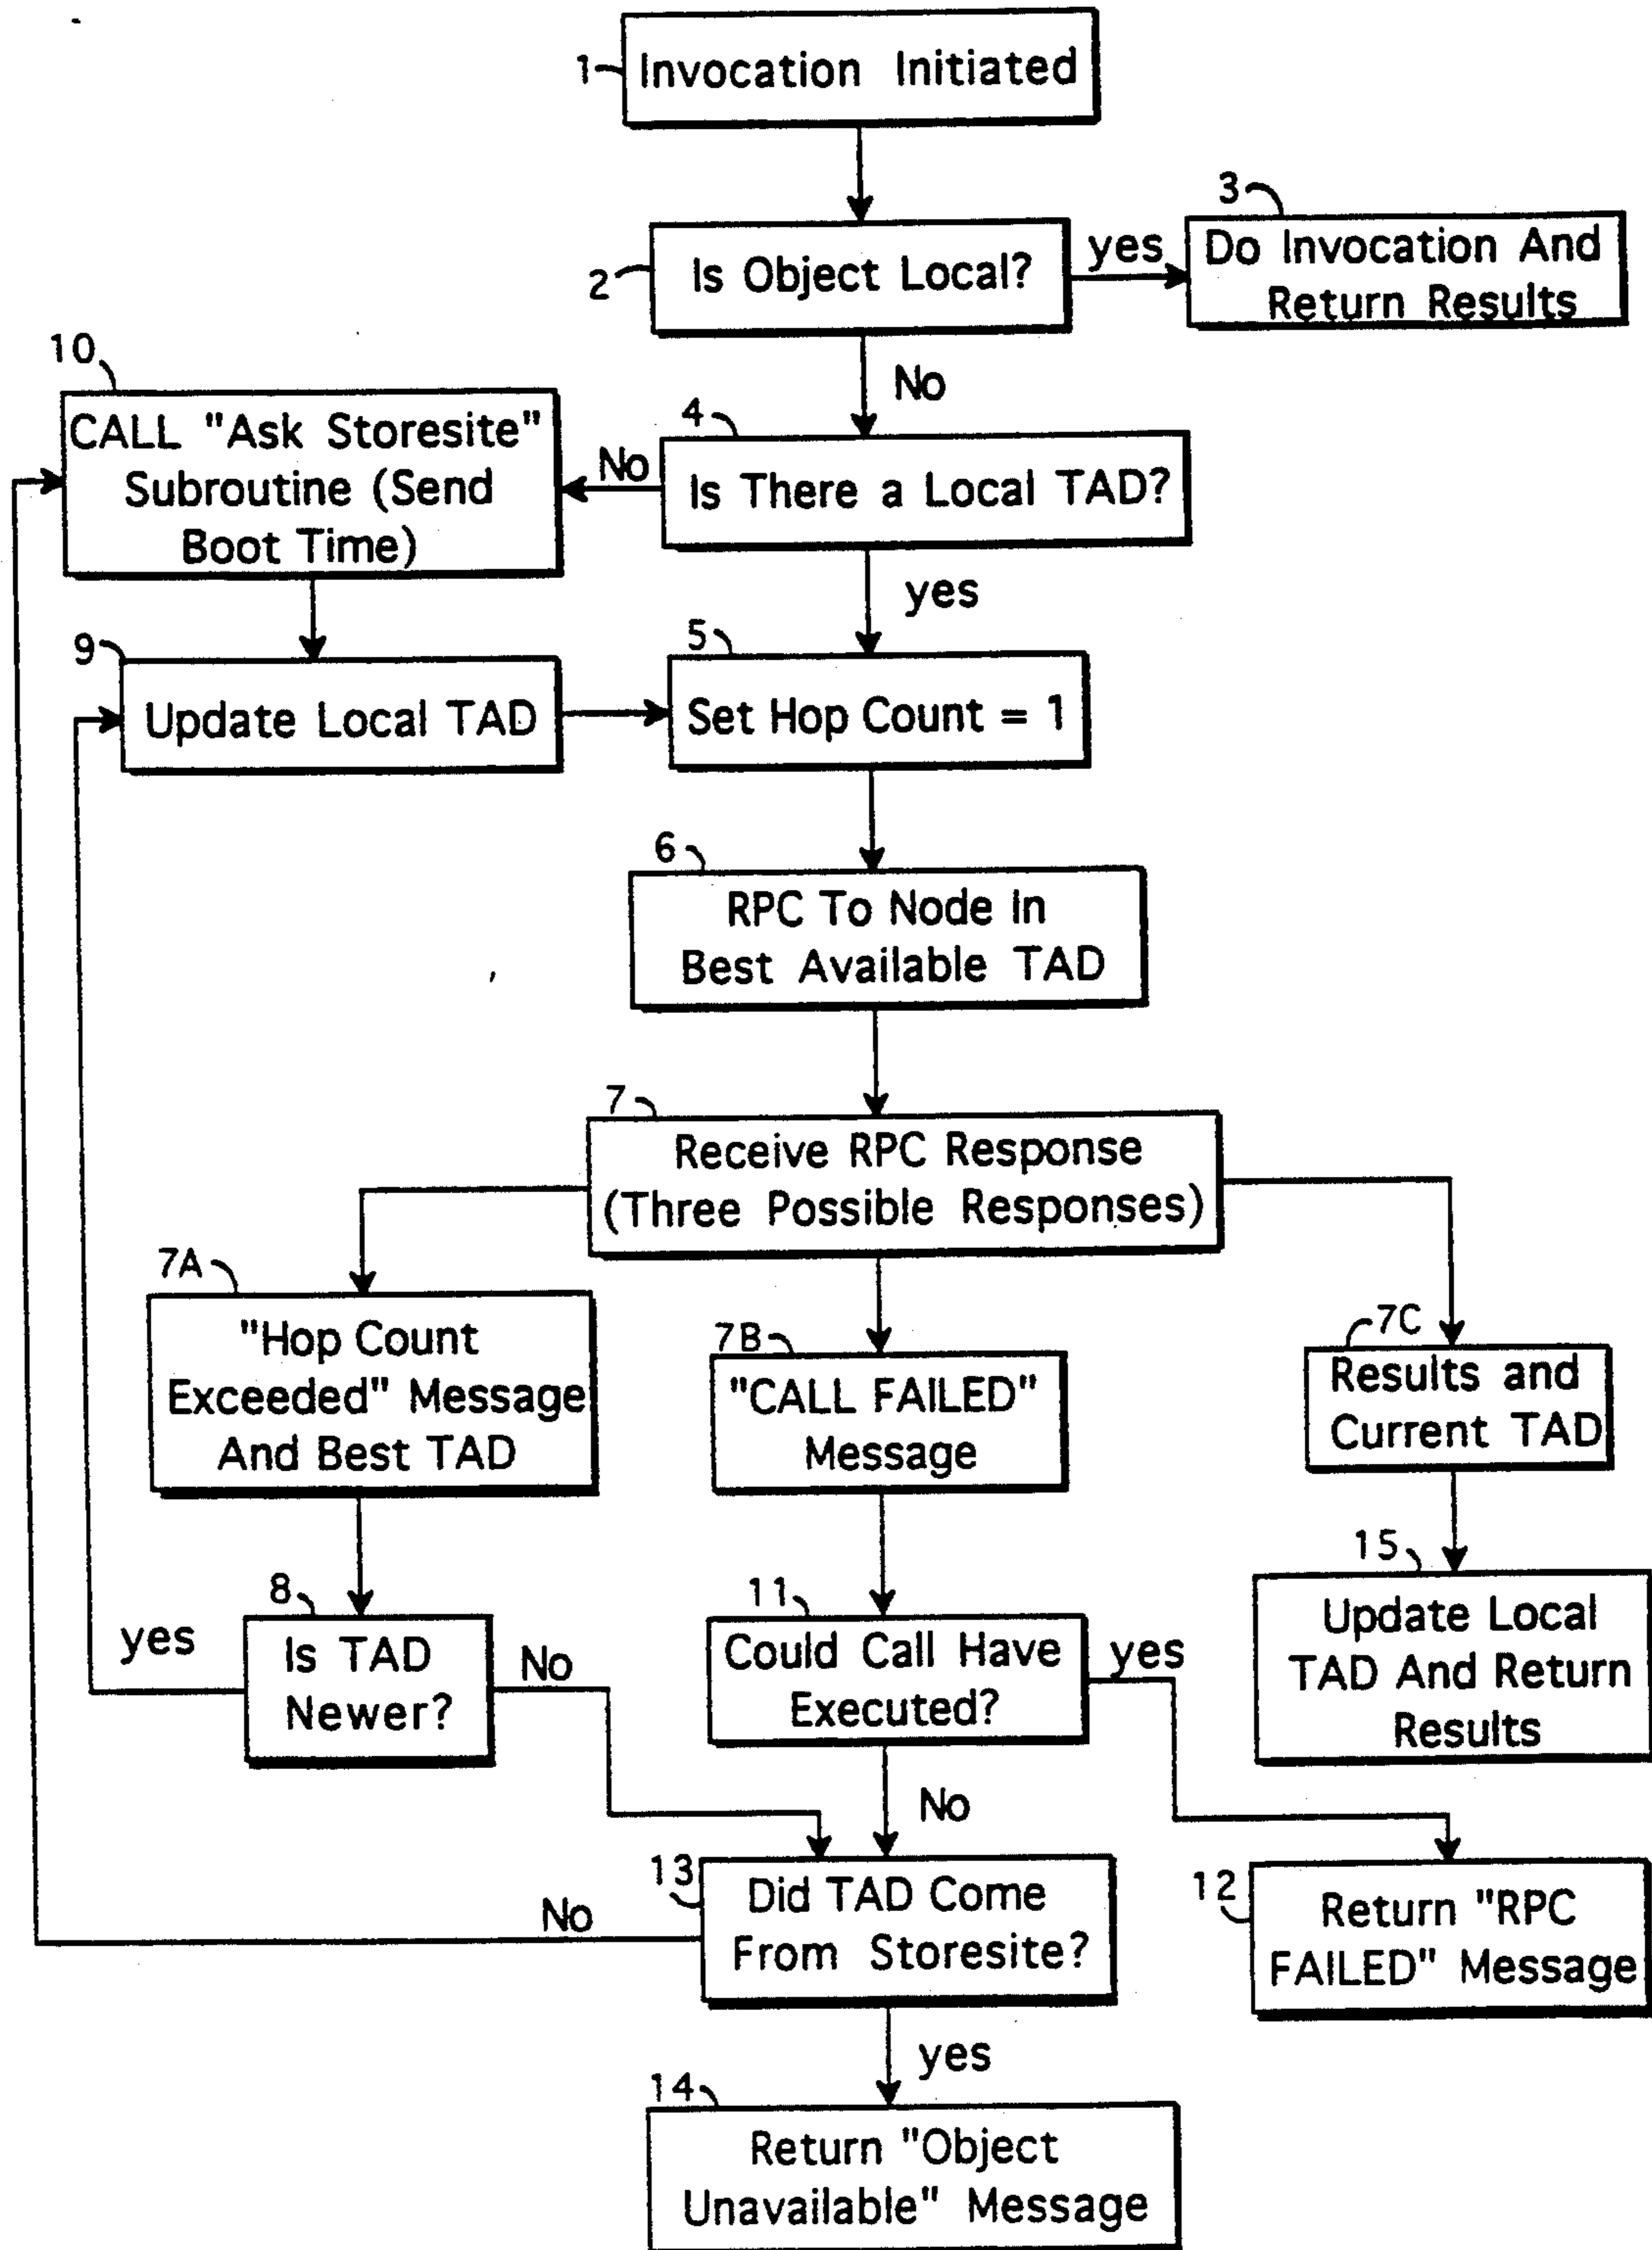 1
Invocation Initiated
2
Is Object Local?
yes
3
Do Invocation And
Return Results
No
10
CALL "Ask Storesite"
Subroutine (Send
Boot Time)
No
4
Is There a Local TAD?
yes
9
Update Local TAD
5
Set Hop Count = 1
6
RPC To Node In
Best Available TAD
7
Receive RPC Response
(Three Possible Responses)
7A
"Hop Count
Exceeded" Message
And Best TAD
7B
"CALL FAILED"
Message
7C
Results and
Current TAD
8
Is TAD
Newer?
yes
No
11
Could Call Have
Executed?
yes
No
15
Update Local
TAD And Return
Results
13
Did TAD Come
From Storesite?
No
yes
12
Return "RPC
FAILED" Message
14
Return "Object
Unavailable" Message